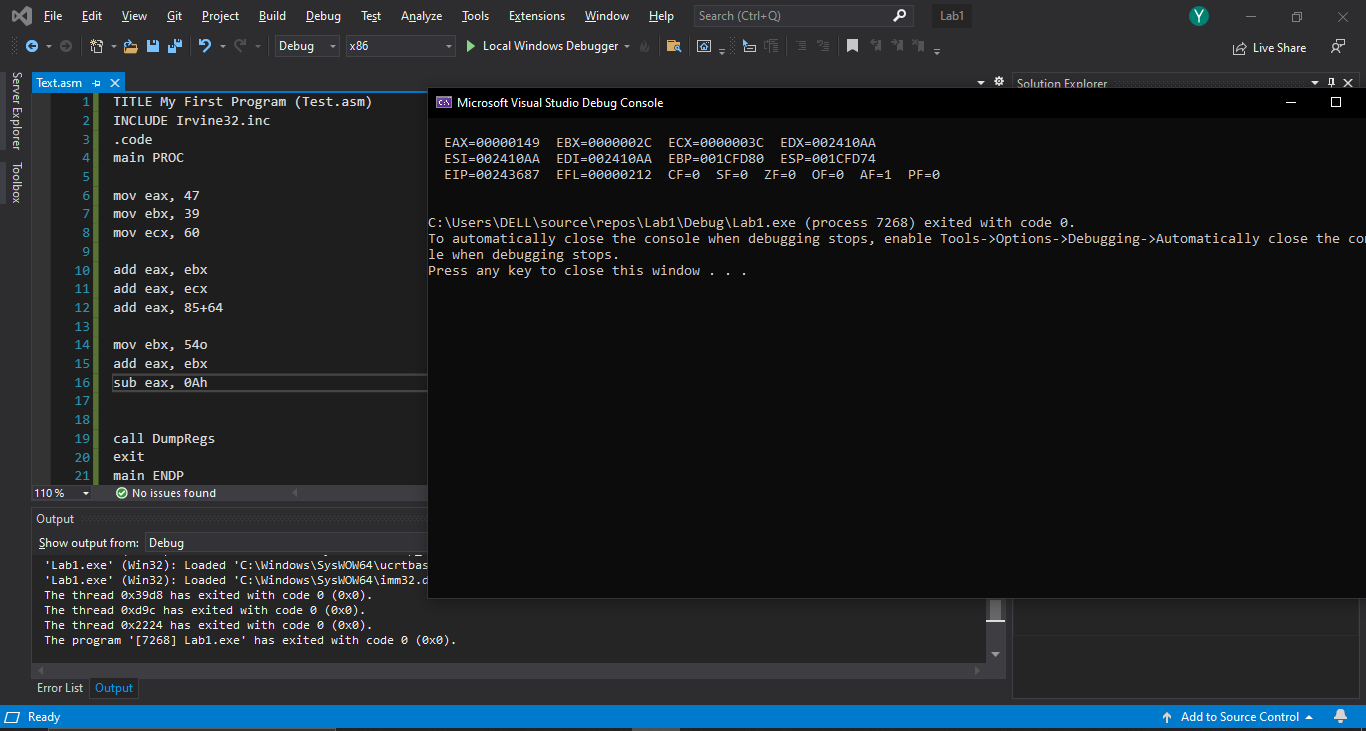 File Edit View Git Project Build Debug Test Analyze Tools Extensions Window Help Search (Ctrl+Q) Lab1 Y
Debug x86 Local Windows Debugger Live Share
Server Explorer
Toolbox
Text.asm
1 TITLE My First Program (Test.asm)
2 INCLUDE Irvine32.inc
3 .code
4 main PROC
5
6 mov eax, 47
7 mov ebx, 39
8 mov ecx, 60
9
10 add eax, ebx
11 add eax, ecx
12 add eax, 85+64
13
14 mov ebx, 54o
15 add eax, ebx
16 sub eax, 0Ah
17
18
19 call DumpRegs
20 exit
21 main ENDP
110 % No issues found
Solution Explorer
Microsoft Visual Studio Debug Console
EAX=00000149 EBX=0000002C ECX=0000003C EDX=002410AA
ESI=002410AA EDI=002410AA EBP=001CFD80 ESP=001CFD74
EIP=00243687 EFL=00000212 CF=0 SF=0 ZF=0 OF=0 AF=1 PF=0
C:\Users\DELL\source\repos\Lab1\Debug\Lab1.exe (process 7268) exited with code 0.
To automatically close the console when debugging stops, enable Tools->Options->Debugging->Automatically close the co
le when debugging stops.
Press any key to close this window . . .
Output
Show output from: Debug
'Lab1.exe' (Win32): Loaded 'C:\Windows\SysWOW64\ucrtbas
'Lab1.exe' (Win32): Loaded 'C:\Windows\SysWOW64\imm32.d
The thread 0x39d8 has exited with code 0 (0x0).
The thread 0xd9c has exited with code 0 (0x0).
The thread 0x2224 has exited with code 0 (0x0).
The program '[7268] Lab1.exe' has exited with code 0 (0x0).
Error List Output
Ready Add to Source Control